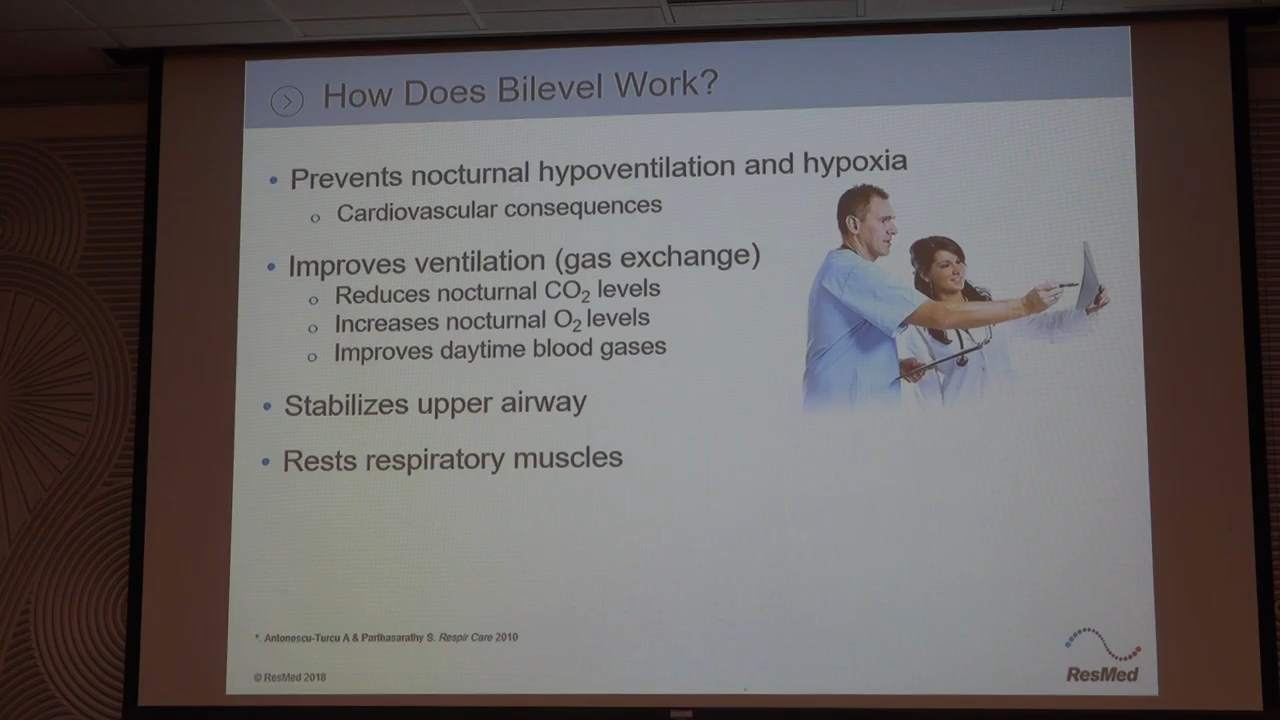 How Does Bilevel Work?
• Prevents nocturnal hypoventilation and hypoxia
o Cardiovascular consequences
• Improves ventilation (gas exchange)
o Reduces nocturnal CO₂ levels
o Increases nocturnal O₂ levels
o Improves daytime blood gases
• Stabilizes upper airway
• Rests respiratory muscles
*. Antonescu-Turcu A & Parthasarathy S. Respir Care 2010
© ResMed 2018
ResMed